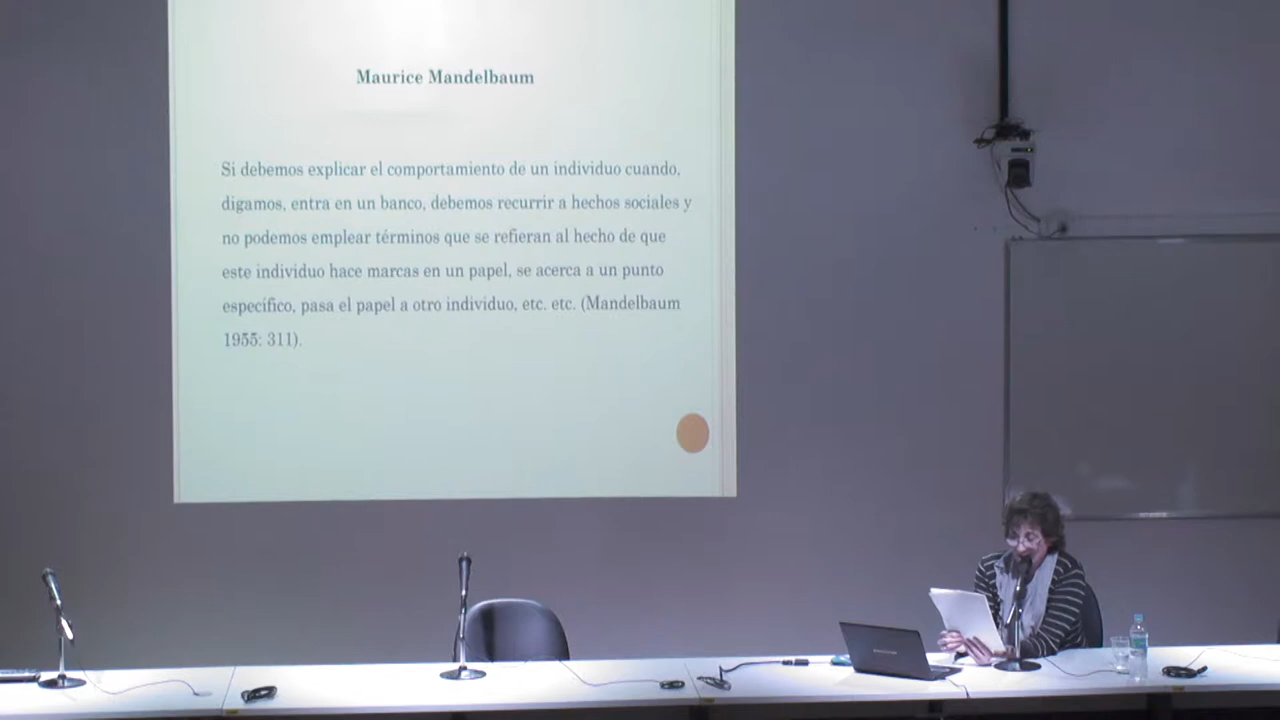 Maurice Mandelbaum
Si debemos explicar el comportamiento de un individuo cuando,
digamos, entra en un banco, debemos recurrir a hechos sociales y
no podemos emplear términos que se refieran al hecho de que
este individuo hace marcas en un papel, se acerca a un punto
específico, pasa el papel a otro individuo, etc. etc. (Mandelbaum
1955: 311).